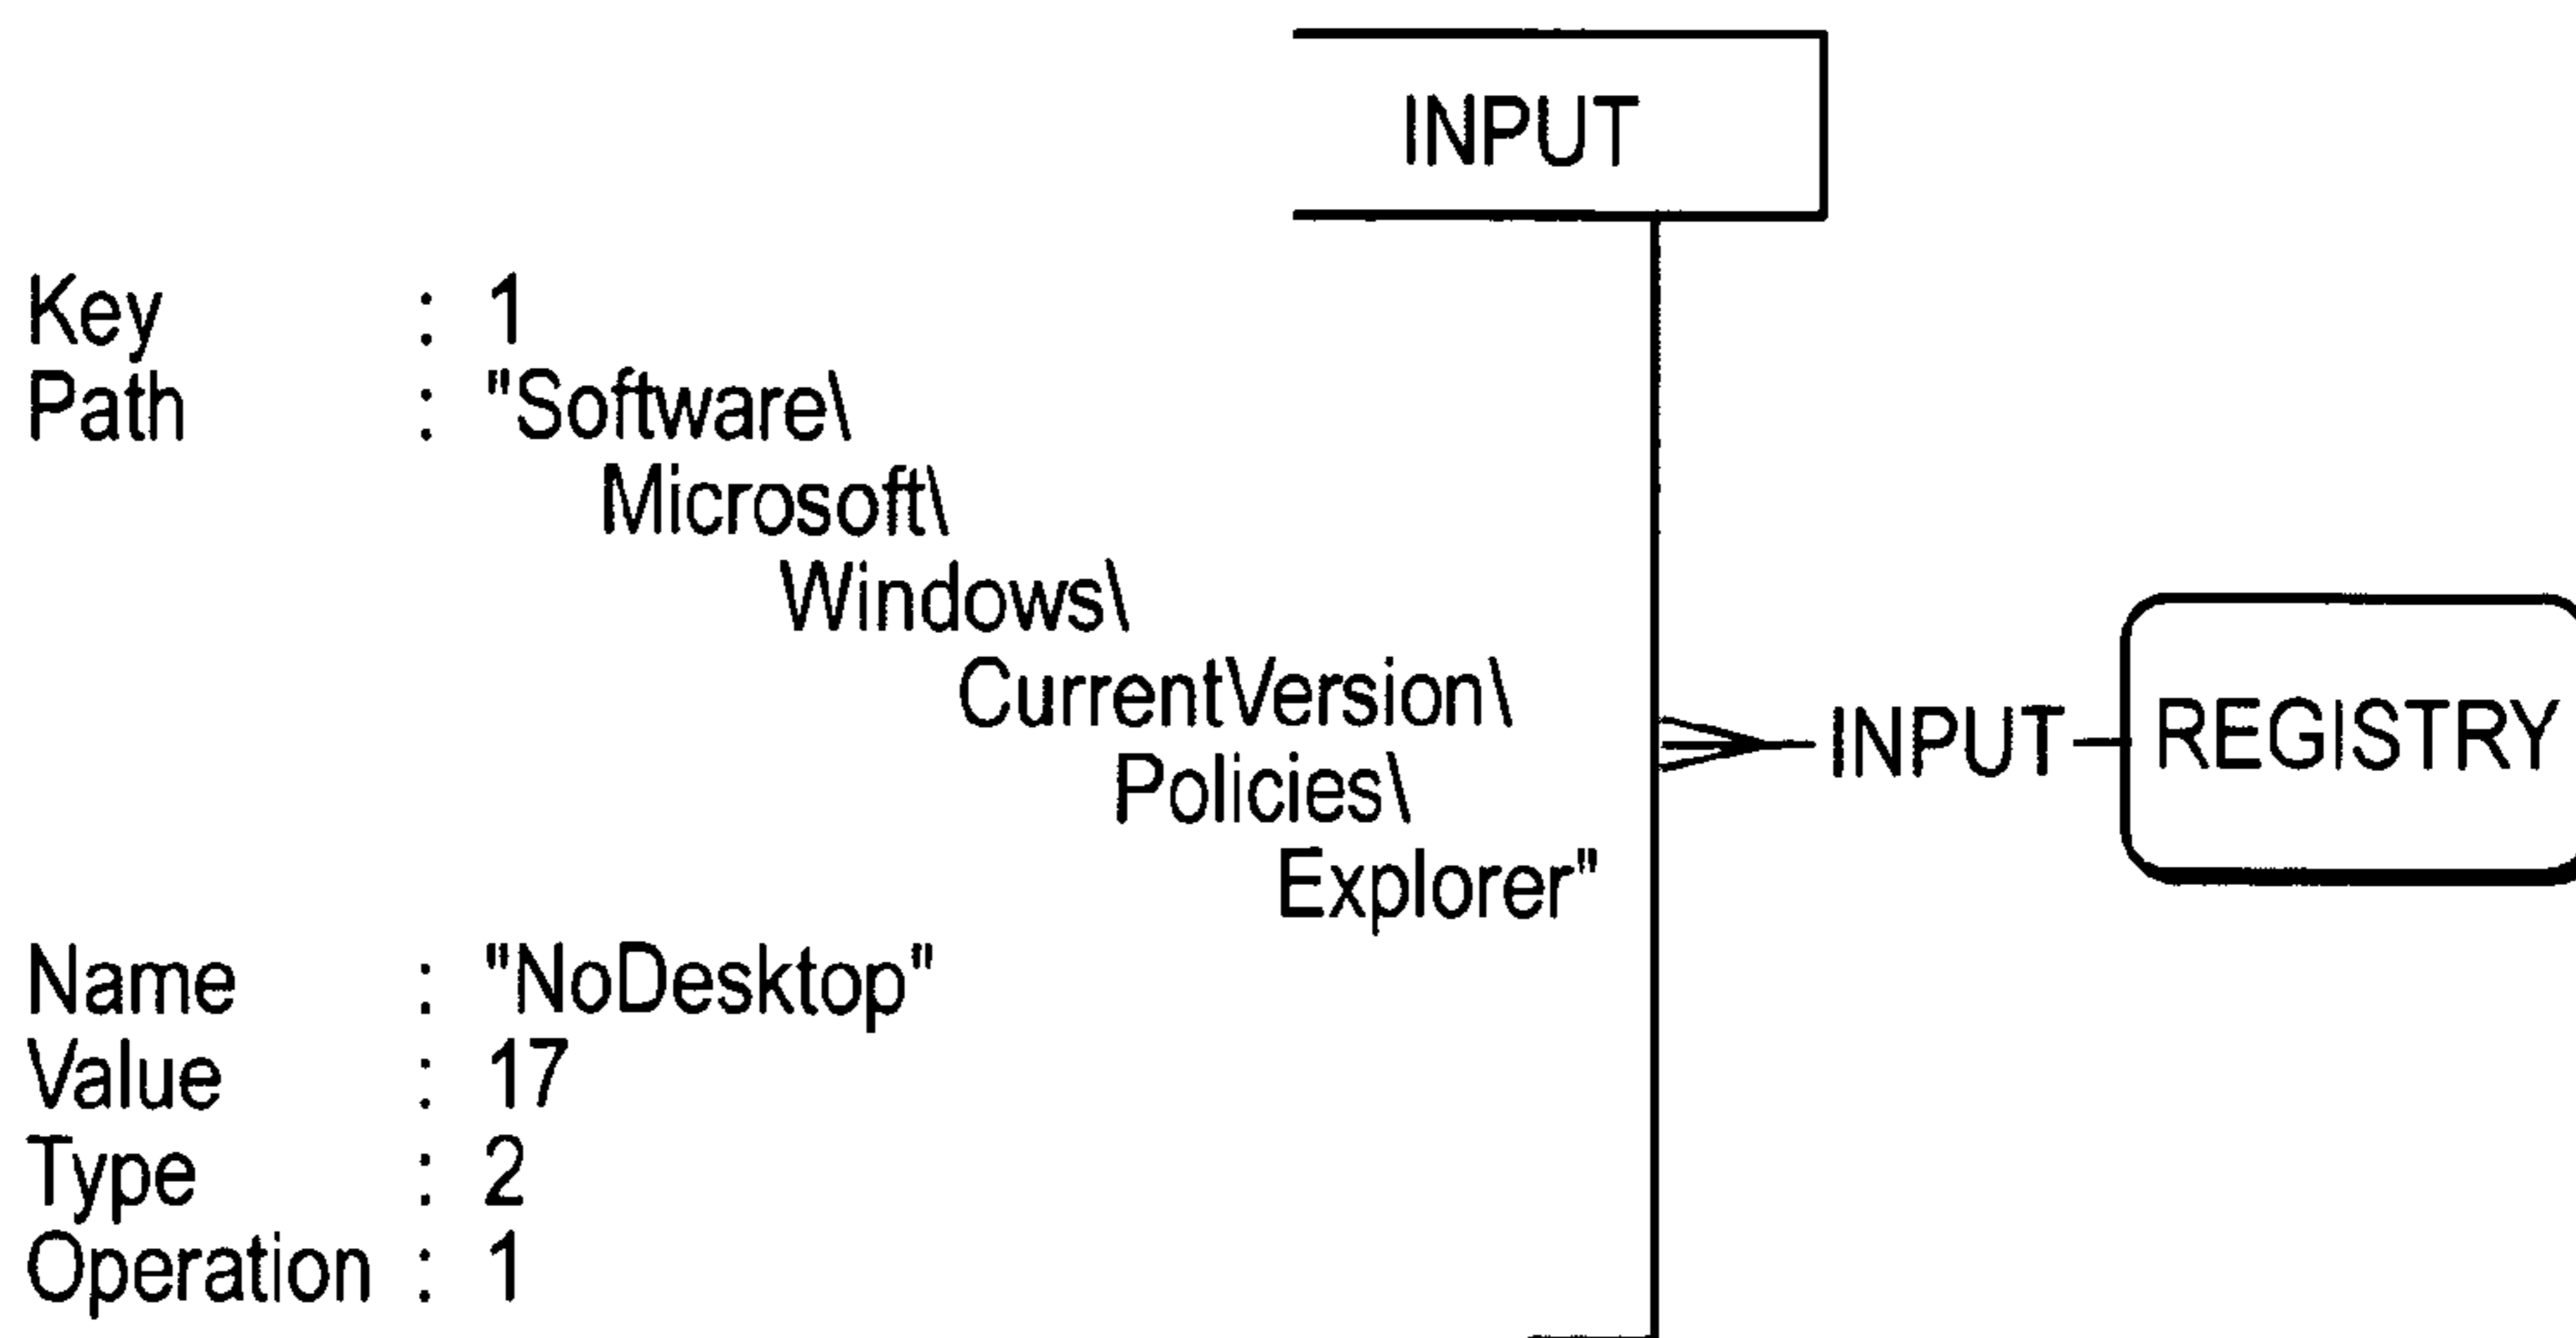 INPUT
Key : 1
Path : "Software\
Microsoft\
Windows\
CurrentVersion\
Policies\
Explorer"
INPUT
REGISTRY
Name : "NoDesktop"
Value : 17
Type : 2
Operation : 1